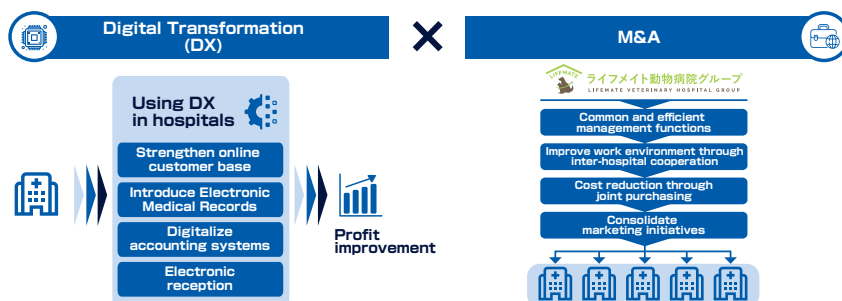 Digital Transformation
(DX)
×
M&A
Using DX
in hospitals
Strengthen online
customer base
Introduce Electronic
Medical Records
Digitalize
accounting systems
Electronic
reception
Profit
improvement
LIFEMATE
ライフメイト動物病院グループ
LIFEMATE VETERINARY HOSPITAL GROUP
Common and efficient
management functions
Improve work environment through
inter-hospital cooperation
Cost reduction through
joint purchasing
Consolidate
marketing initiatives